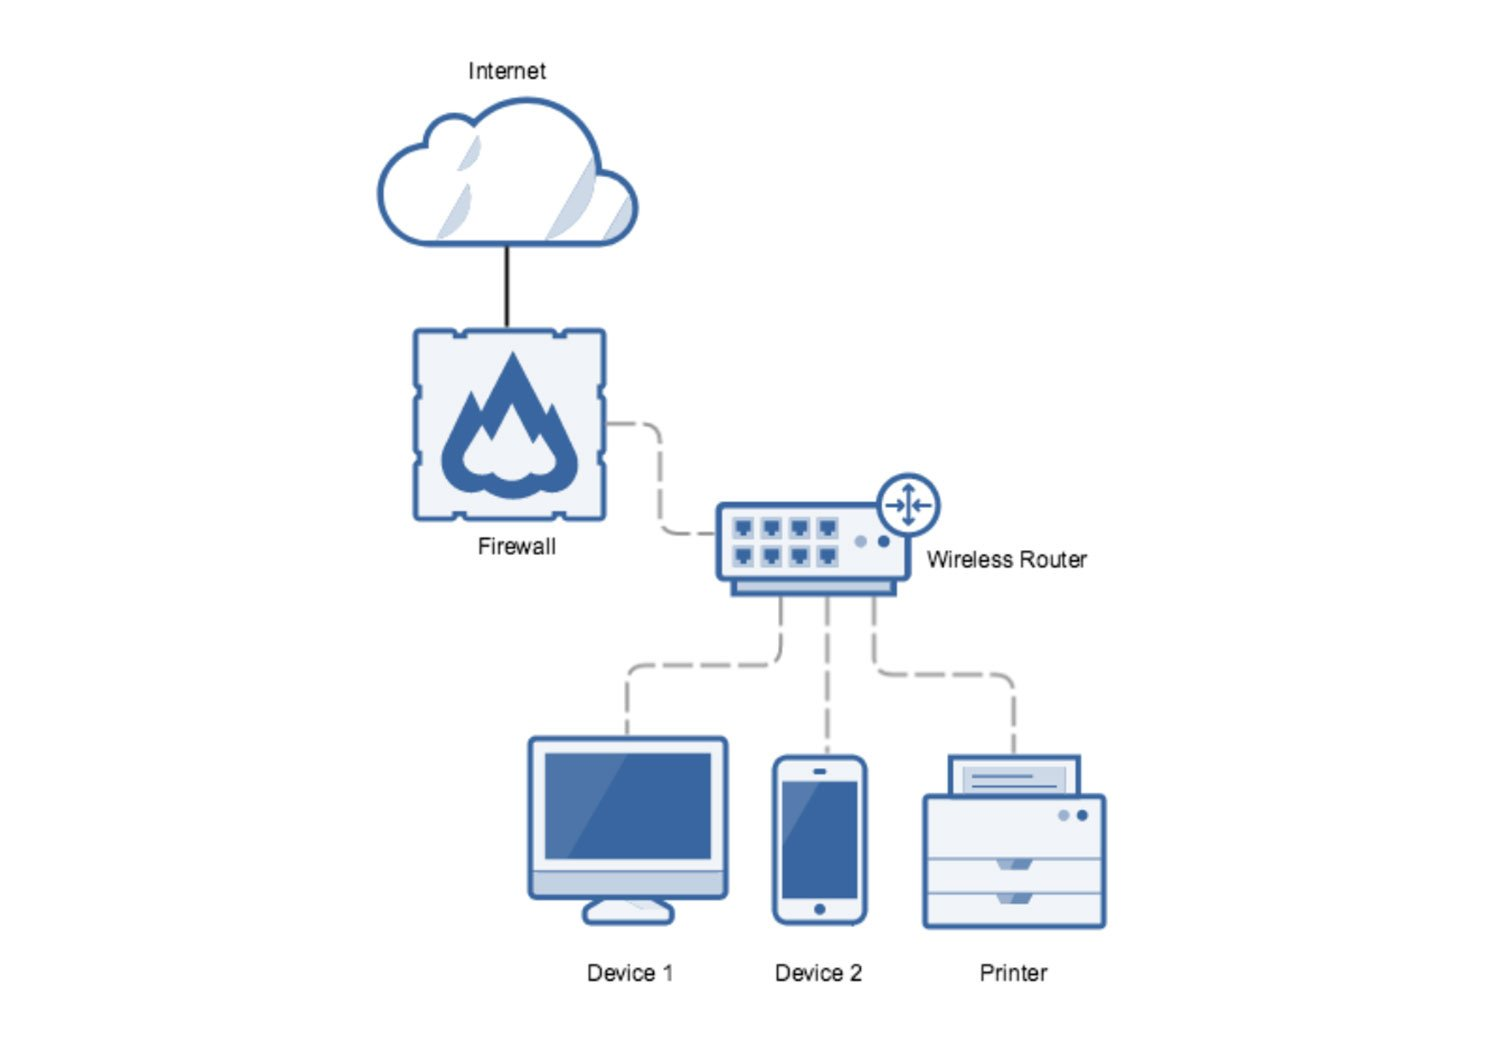 Internet
Firewall
Wireless Router
Device 1
Device 2
Printer